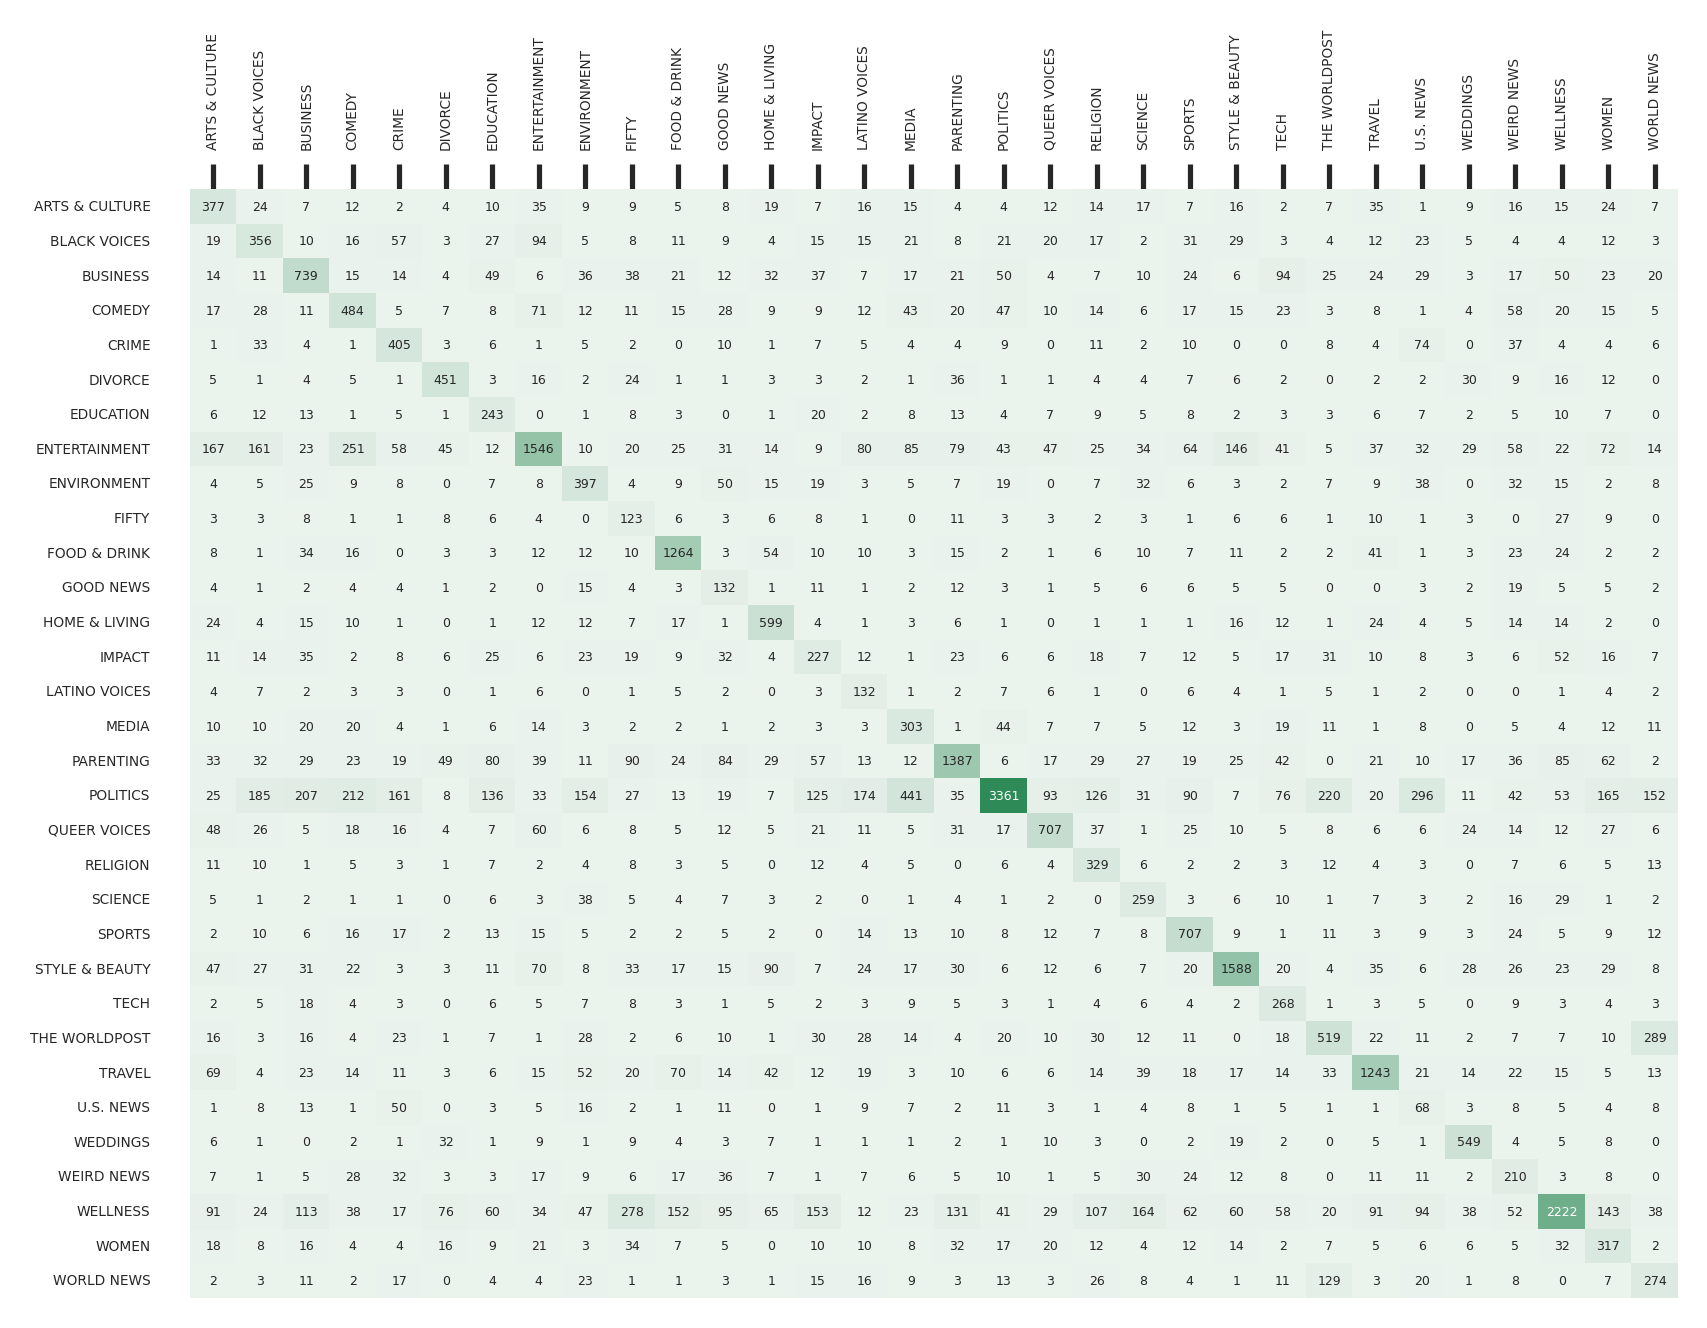 ARTS & CULTURE BLACK VOICES BUSINESS COMEDY CRIME DIVORCE EDUCATION ENTERTAINMENT ENVIRONMENT FIFTY FOOD & DRINK GOOD NEWS HOME & LIVING IMPACT LATINO VOICES MEDIA PARENTING POLITICS QUEER VOICES RELIGION SCIENCE SPORTS STYLE & BEAUTY TECH THE WORLDPOST TRAVEL U.S. NEWS WEDDINGS WEIRD NEWS WELLNESS WOMEN WORLD NEWS
ARTS & CULTURE 377 24 7 12 2 4 10 35 9 9 5 8 19 7 16 15 4 4 12 14 17 7 16 2 7 35 1 9 16 15 24 7
BLACK VOICES 19 356 10 16 57 3 27 94 5 8 11 9 4 15 15 21 8 21 20 17 2 31 29 3 4 12 23 5 4 4 12 3
BUSINESS 14 11 739 15 14 4 49 6 36 38 21 12 32 37 7 17 21 50 4 7 10 24 6 94 25 24 29 3 17 50 23 20
COMEDY 17 28 11 484 5 7 8 71 12 11 15 28 9 9 12 43 20 47 10 14 6 17 15 23 3 8 1 4 58 20 15 5
CRIME 1 33 4 1 405 3 6 1 5 2 0 10 1 7 5 4 4 9 0 11 2 10 0 0 8 4 74 0 37 4 4 6
DIVORCE 5 1 4 5 1 451 3 16 2 24 1 1 3 3 2 1 36 1 1 4 4 7 6 2 0 2 2 30 9 16 12 0
EDUCATION 6 12 13 1 5 1 243 0 1 8 3 0 1 20 2 8 13 4 7 9 5 8 2 3 3 6 7 2 5 10 7 0
ENTERTAINMENT 167 161 23 251 58 45 12 1546 10 20 25 31 14 9 80 85 79 43 47 25 34 64 146 41 5 37 32 29 58 22 72 14
ENVIRONMENT 4 5 25 9 8 0 7 8 397 4 9 50 15 19 3 5 7 19 0 7 32 6 3 2 7 9 38 0 32 15 2 8
FIFTY 3 3 8 1 1 8 6 4 0 123 6 3 6 8 1 0 11 3 3 2 3 1 6 6 1 10 1 3 0 27 9 0
FOOD & DRINK 8 1 34 16 0 3 3 12 12 10 1264 3 54 10 10 3 15 2 1 6 10 7 11 2 2 41 1 3 23 24 2 2
GOOD NEWS 4 1 2 4 4 1 2 0 15 4 3 132 1 11 1 2 12 3 1 5 6 6 5 5 0 0 3 2 19 5 5 2
HOME & LIVING 24 4 15 10 1 0 1 12 12 7 17 1 599 4 1 3 6 1 0 1 1 1 16 12 1 24 4 5 14 14 2 0
IMPACT 11 14 35 2 8 6 25 6 23 19 9 32 4 227 12 1 23 6 6 18 7 12 5 17 31 10 8 3 6 52 16 7
LATINO VOICES 4 7 2 3 3 0 1 6 0 1 5 2 0 3 132 1 2 7 6 1 0 6 4 1 5 1 2 0 0 1 4 2
MEDIA 10 10 20 20 4 1 6 14 3 2 2 1 2 3 3 303 1 44 7 7 5 12 3 19 11 1 8 0 5 4 12 11
PARENTING 33 32 29 23 19 49 80 39 11 90 24 84 29 57 13 12 1387 6 17 29 27 19 25 42 0 21 10 17 36 85 62 2
POLITICS 25 185 207 212 161 8 136 33 154 27 13 19 7 125 174 441 35 3361 93 126 31 90 7 76 220 20 296 11 42 53 165 152
QUEER VOICES 48 26 5 18 16 4 7 60 6 8 5 12 5 21 11 5 31 17 707 37 1 25 10 5 8 6 6 24 14 12 27 6
RELIGION 11 10 1 5 3 1 7 2 4 8 3 5 0 12 4 5 0 6 4 329 6 2 2 3 12 4 3 0 7 6 5 13
SCIENCE 5 1 2 1 1 0 6 3 38 5 4 7 3 2 0 1 4 1 2 0 259 3 6 10 1 7 3 2 16 29 1 2
SPORTS 2 10 6 16 17 2 13 15 5 2 2 5 2 0 14 13 10 8 12 7 8 707 9 1 11 3 9 3 24 5 9 12
STYLE & BEAUTY 47 27 31 22 3 3 11 70 8 33 17 15 90 7 24 17 30 6 12 6 7 20 1588 20 4 35 6 28 26 23 29 8
TECH 2 5 18 4 3 0 6 5 7 8 3 1 5 2 3 9 5 3 1 4 6 4 2 268 1 3 5 0 9 3 4 3
THE WORLDPOST 16 3 16 4 23 1 7 1 28 2 6 10 1 30 28 14 4 20 10 30 12 11 0 18 519 22 11 2 7 7 10 289
TRAVEL 69 4 23 14 11 3 6 15 52 20 70 14 42 12 19 3 10 6 6 14 39 18 17 14 33 1243 21 14 22 15 5 13
U.S. NEWS 1 8 13 1 50 0 3 5 16 2 1 11 0 1 9 7 2 11 3 1 4 8 1 5 1 1 68 3 8 5 4 8
WEDDINGS 6 1 0 2 1 32 1 9 1 9 4 3 7 1 1 1 2 1 10 3 0 2 19 2 0 5 1 549 4 5 8 0
WEIRD NEWS 7 1 5 28 32 3 3 17 9 6 17 36 7 1 7 6 5 10 1 5 30 24 12 8 0 11 11 2 210 3 8 0
WELLNESS 91 24 113 38 17 76 60 34 47 278 152 95 65 153 12 23 131 41 29 107 164 62 60 58 20 91 94 38 52 2222 143 38
WOMEN 18 8 16 4 4 16 9 21 3 34 7 5 0 10 10 8 32 17 20 12 4 12 14 2 7 5 6 6 5 32 317 2
WORLD NEWS 2 3 11 2 17 0 4 4 23 1 1 3 1 15 16 9 3 13 3 26 8 4 1 11 129 3 20 1 8 0 7 274